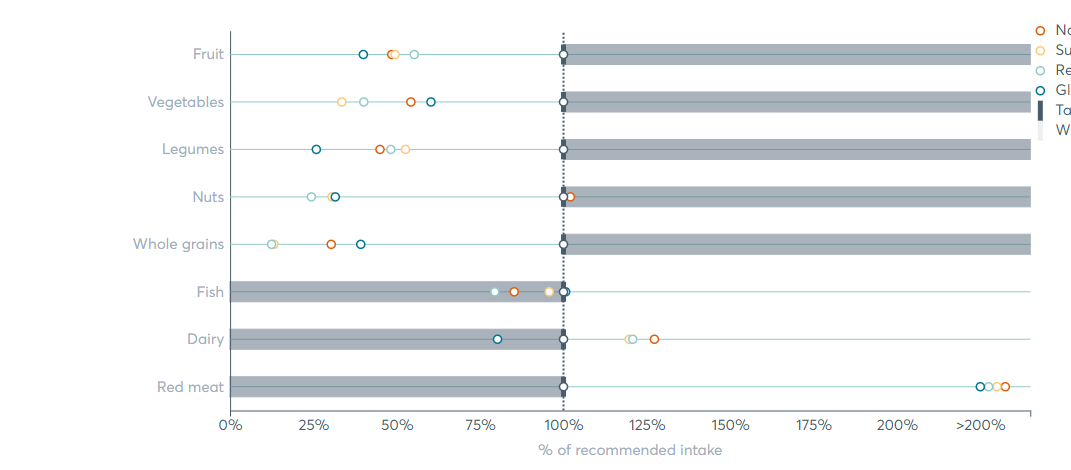 Fruit
Vegetables
Legumes
Nuts
Whole grains
Fish
Dairy
Red meat
0% 25% 50% 75% 100% 125% 150% 175% 200% >200%
% of recommended intake